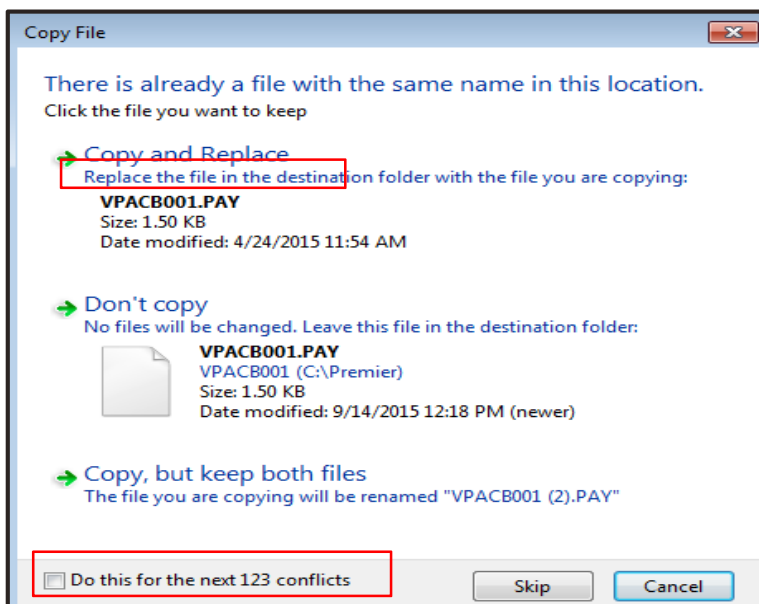 Copy File
There is already a file with the same name in this location.
Click the file you want to keep
Copy and Replace
Replace the file in the destination folder with the file you are copying:
VPACB001.PAY
Size: 1.50 KB
Date modified: 4/24/2015 11:54 AM
Don't copy
No files will be changed. Leave this file in the destination folder:
VPACB001.PAY
VPACB001 (C:\Premier)
Size: 1.50 KB
Date modified: 9/14/2015 12:18 PM (newer)
Copy, but keep both files
The file you are copying will be renamed "VPACB001 (2).PAY"
Do this for the next 123 conflicts
Skip
Cancel